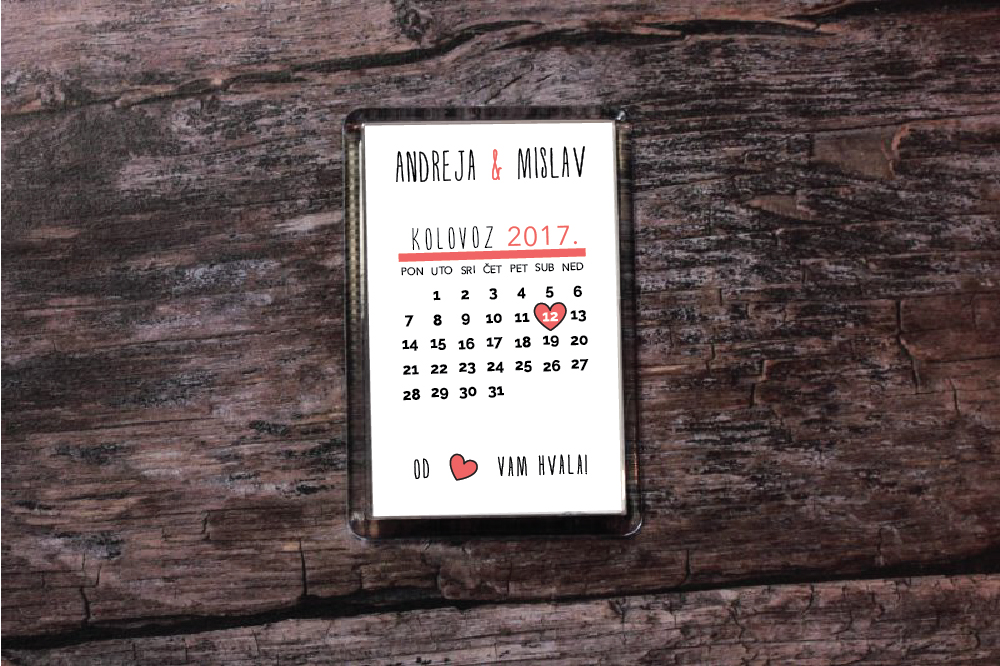 ANDREJA & MISLAV
KOLOVOZ 2017.
PON UTO SRI ČET PET SUB NED
1 2 3 4 5 6
7 8 9 10 11 12 13
14 15 16 17 18 19 20
21 22 23 24 25 26 27
28 29 30 31
OD VAM HVALA!